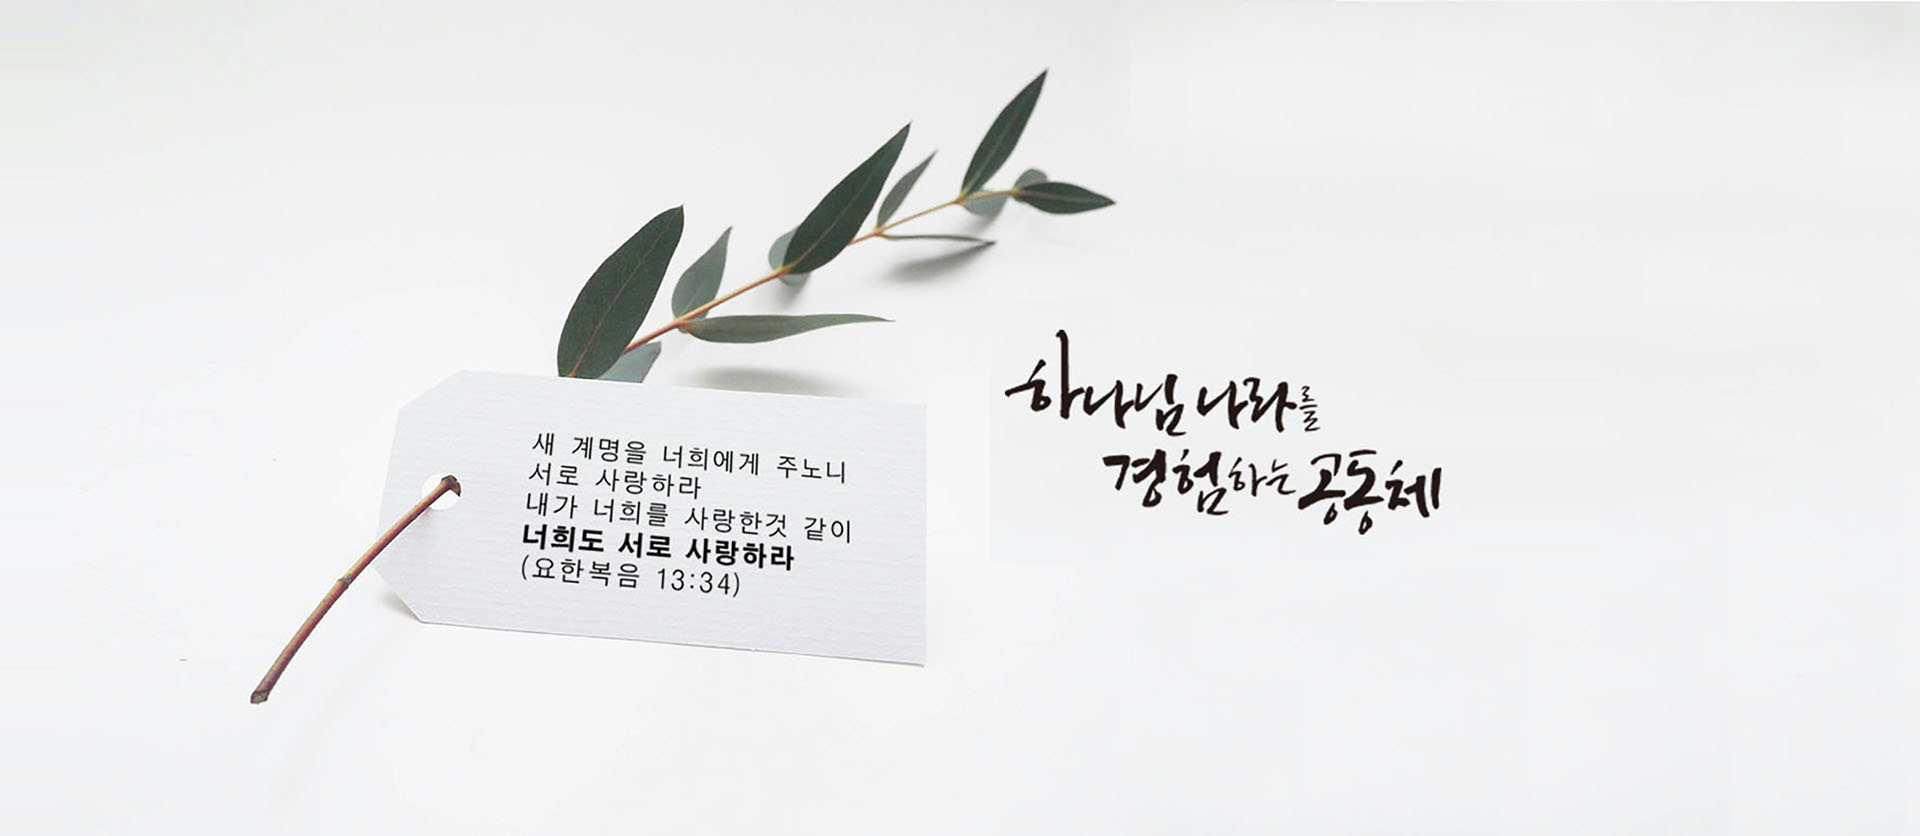 새 계명을 너희에게 주노니
서로 사랑하라
내가 너희를 사랑한것 같이
너희도 서로 사랑하라
(요한복음 13:34)
하나님 나라를
경험하는 공동체